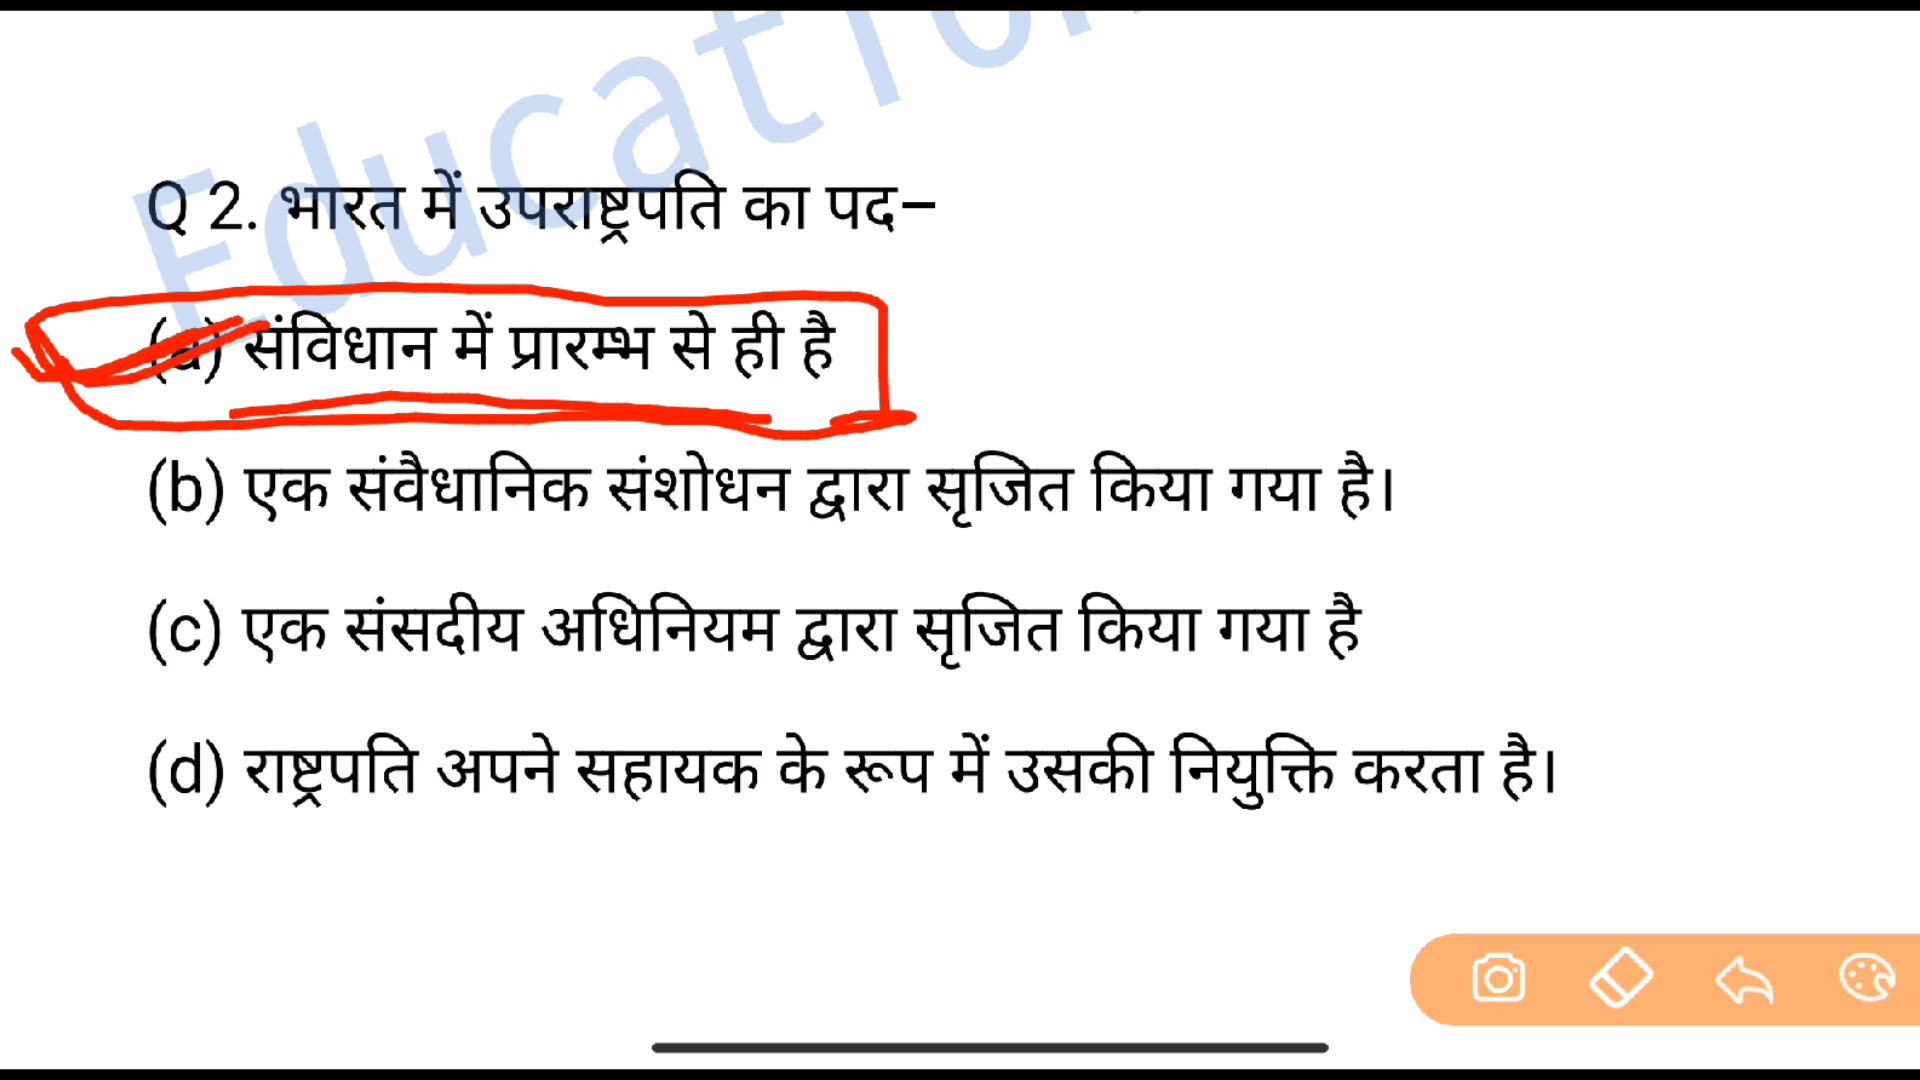 Education
Q 2. भारत में उपराष्ट्रपति का पद–
(a) संविधान में प्रारम्भ से ही है
(b) एक संवैधानिक संशोधन द्वारा सृजित किया गया है।
(c) एक संसदीय अधिनियम द्वारा सृजित किया गया है
(d) राष्ट्रपति अपने सहायक के रूप में उसकी नियुक्ति करता है।